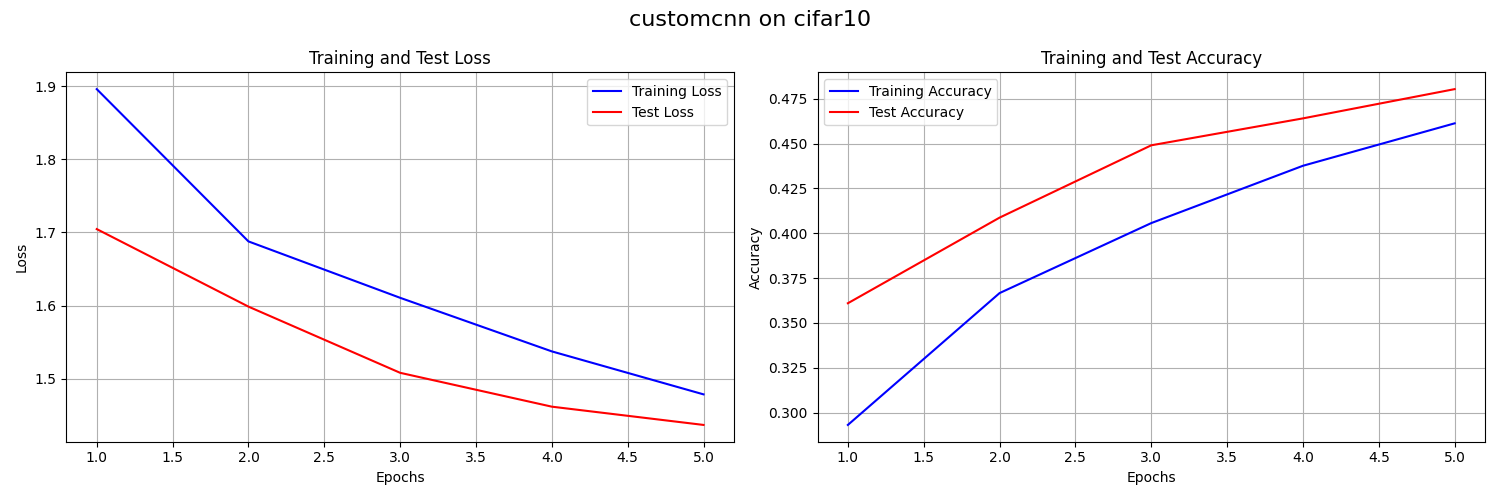 customcnn on cifar10
Training and Test Loss
1.9
1.8
1.7
1.6
1.5
Loss
Training Loss
Test Loss
1.0 1.5 2.0 2.5 3.0 3.5 4.0 4.5 5.0
Epochs
Training and Test Accuracy
0.475
0.450
0.425
0.400
0.375
0.350
0.325
0.300
Accuracy
Training Accuracy
Test Accuracy
1.0 1.5 2.0 2.5 3.0 3.5 4.0 4.5 5.0
Epochs